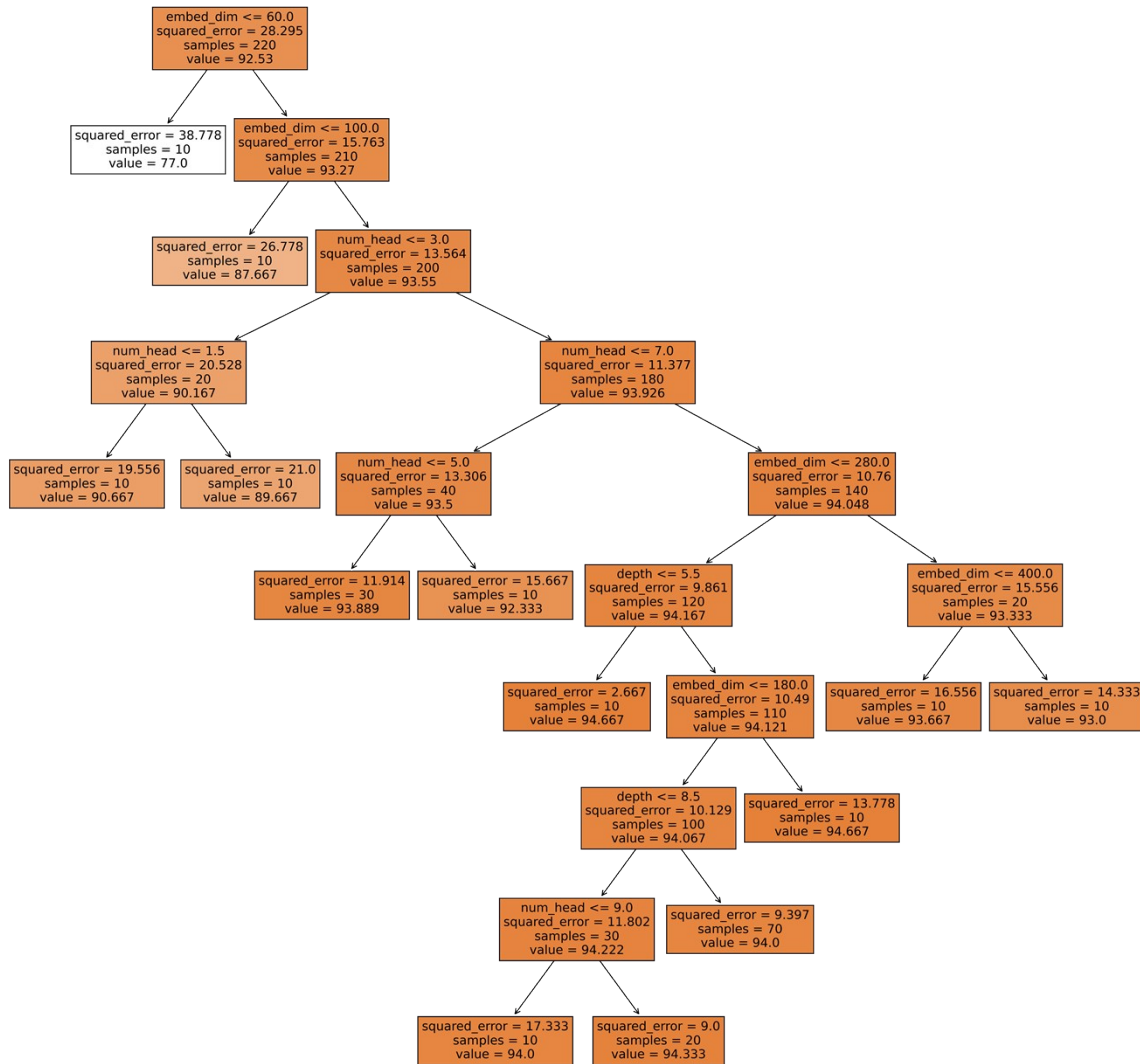 embed_dim <= 60.0
squared_error = 28.295
samples = 220
value = 92.53
squared_error = 38.778
samples = 10
value = 77.0
embed_dim <= 100.0
squared_error = 15.763
samples = 210
value = 93.27
squared_error = 26.778
samples = 10
value = 87.667
num_head <= 3.0
squared_error = 13.564
samples = 200
value = 93.55
num_head <= 1.5
squared_error = 20.528
samples = 20
value = 90.167
num_head <= 7.0
squared_error = 11.377
samples = 180
value = 93.926
squared_error = 19.556
samples = 10
value = 90.667
squared_error = 21.0
samples = 10
value = 89.667
num_head <= 5.0
squared_error = 13.306
samples = 40
value = 93.5
embed_dim <= 280.0
squared_error = 10.76
samples = 140
value = 94.048
squared_error = 11.914
samples = 30
value = 93.889
squared_error = 15.667
samples = 10
value = 92.333
depth <= 5.5
squared_error = 9.861
samples = 120
value = 94.167
embed_dim <= 400.0
squared_error = 15.556
samples = 20
value = 93.333
squared_error = 2.667
samples = 10
value = 94.667
embed_dim <= 180.0
squared_error = 10.49
samples = 110
value = 94.121
squared_error = 16.556
samples = 10
value = 93.667
squared_error = 14.333
samples = 10
value = 93.0
depth <= 8.5
squared_error = 10.129
samples = 100
value = 94.067
squared_error = 13.778
samples = 10
value = 94.667
num_head <= 9.0
squared_error = 11.802
samples = 30
value = 94.222
squared_error = 9.397
samples = 70
value = 94.0
squared_error = 17.333
samples = 10
value = 94.0
squared_error = 9.0
samples = 20
value = 94.333